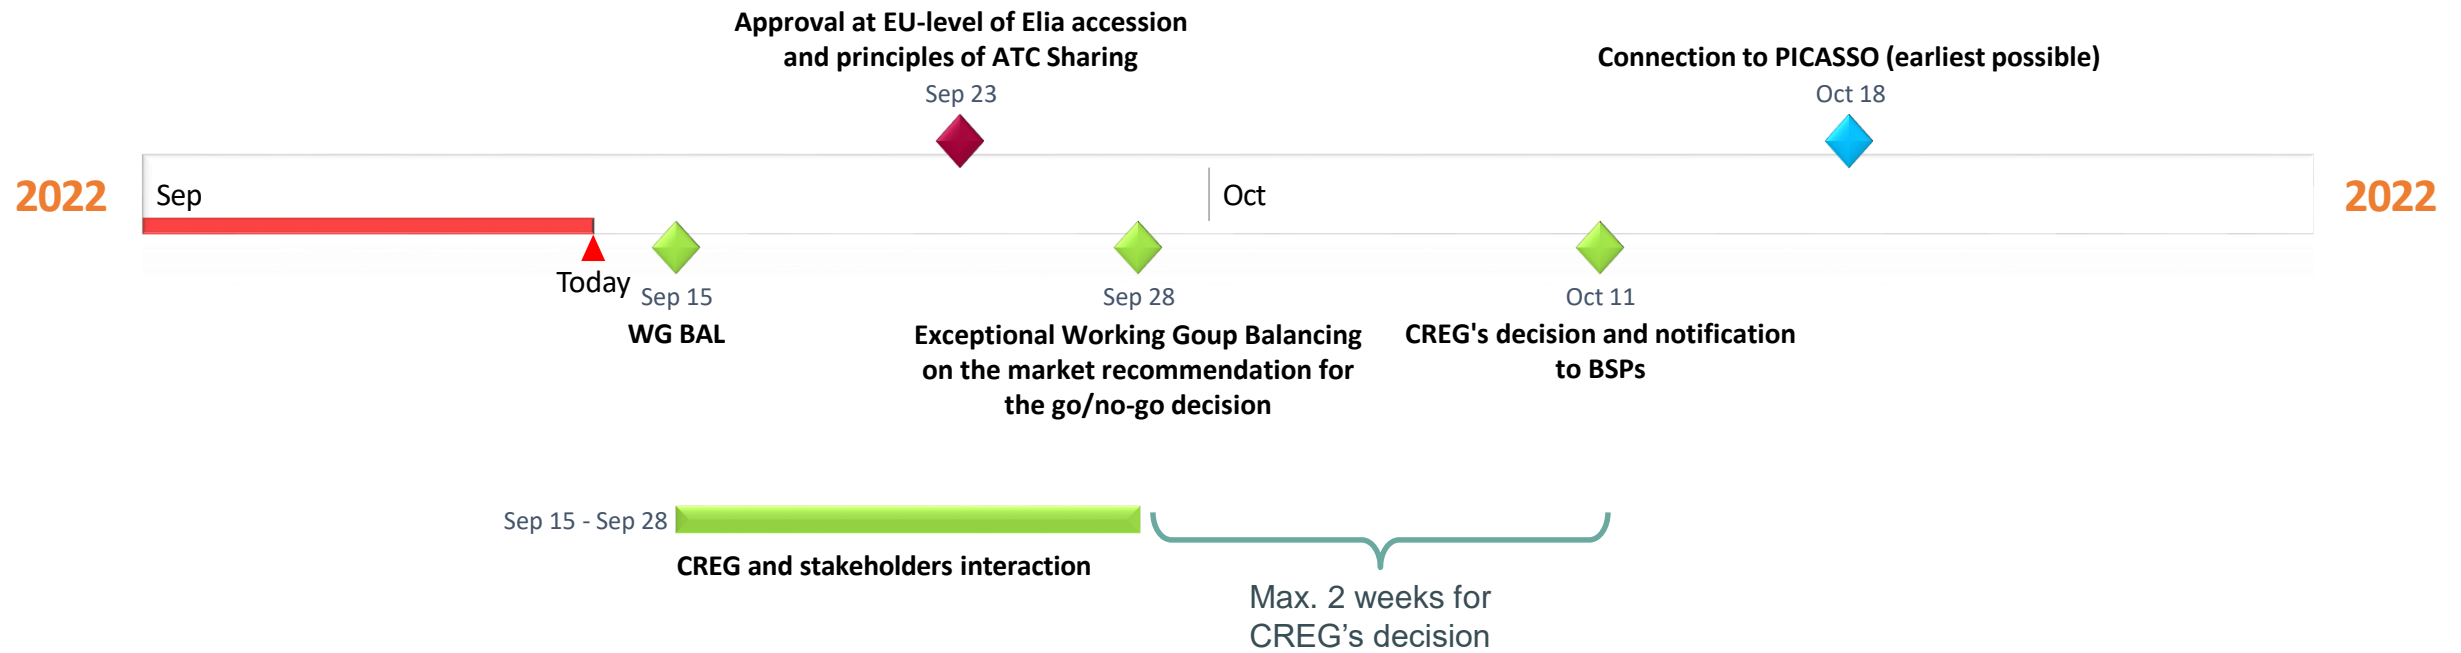 Approval at EU-level of Elia accession
and principles of ATC Sharing
Sep 23
Connection to PICASSO (earliest possible)
Oct 18
2022
Sep
Oct
2022
Today
Sep 15
WG BAL
Sep 28
Exceptional Working Goup Balancing
on the market recommendation for
the go/no-go decision
Oct 11
CREG's decision and notification
to BSPs
Sep 15 - Sep 28
CREG and stakeholders interaction
Max. 2 weeks for
CREG’s decision